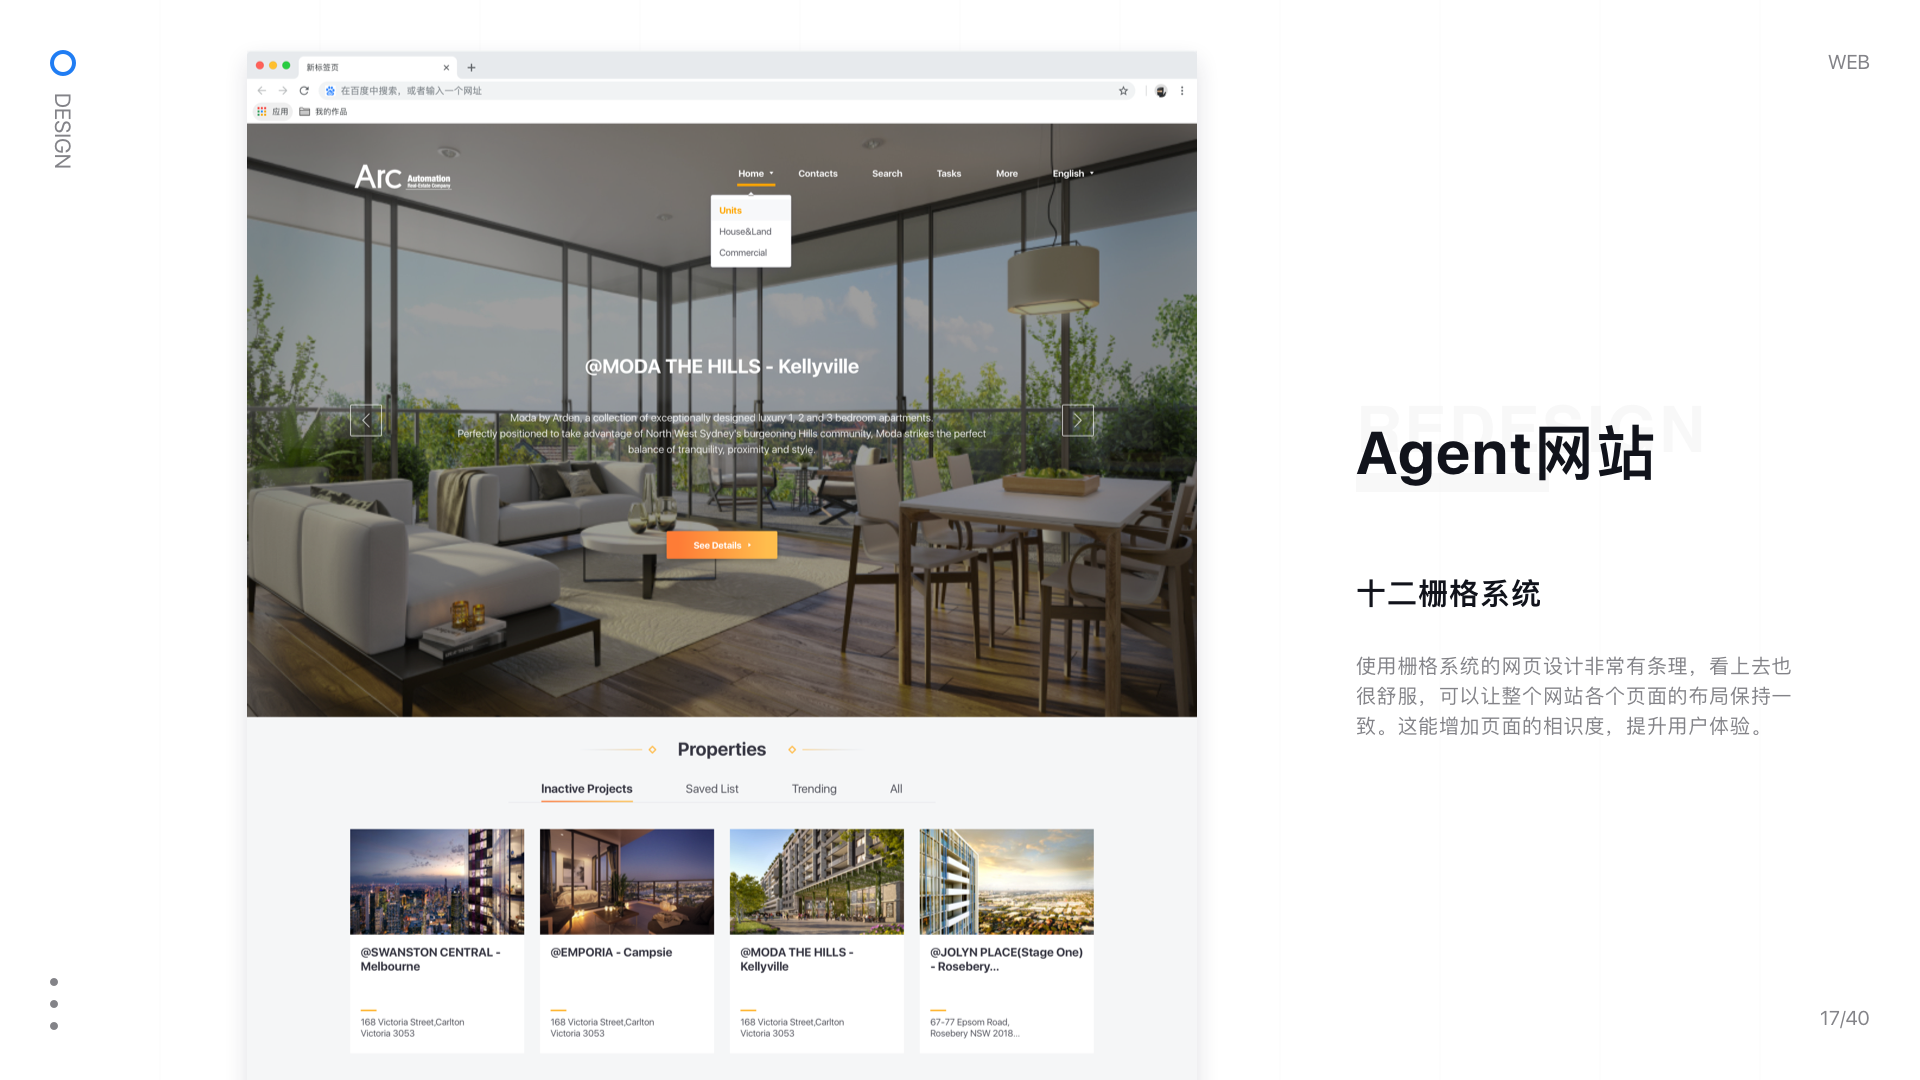 DESIGN
WEB
新标签页
在百度中搜索，或者输入一个网址
应用
我的作品
Arc
Automation
Real-Estate Company
Home
Contacts
Search
Tasks
More
English
Units
House&Land
Commercial
@MODA THE HILLS - Kellyville
Moda by Arden, a collection of exceptionally designed luxury 1, 2 and 3 bedroom apartments.
Perfectly positioned to take advantage of North West Sydney's burgeoning Hills community, Moda strikes the perfect
balance of tranquility, proximity and style.
See Details
Properties
Inactive Projects
Saved List
Trending
All
@SWANSTON CENTRAL -
Melbourne
168 Victoria Street,Carlton
Victoria 3053
@EMPORIA - Campsie
168 Victoria Street,Carlton
Victoria 3053
@MODA THE HILLS -
Kellyville
168 Victoria Street,Carlton
Victoria 3053
@JOLYN PLACE(Stage One)
- Rosebery...
67-77 Epsom Road,
Rosebery NSW 2018...
REDESIGN
Agent网站
十二栅格系统
使用栅格系统的网页设计非常有条理，看上去也
很舒服，可以让整个网站各个页面的布局保持一
致。这能增加页面的相识度，提升用户体验。
17/40